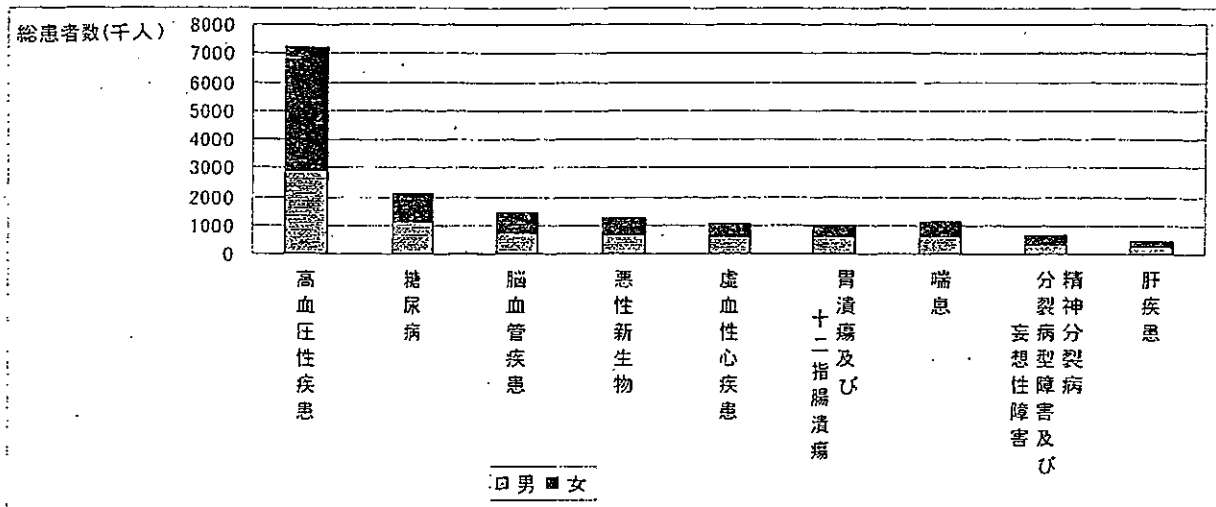 総患者数(千人)
8000
7000
6000
5000
4000
3000
2000
1000
0
高血圧性疾患
糖尿病
脳血管疾患
悪性新生物
虚血性心疾患
胃潰瘍及び
十二指腸潰瘍
喘息
精神分裂病
分裂病型障害及び
妄想性障害
肝疾患
男 女